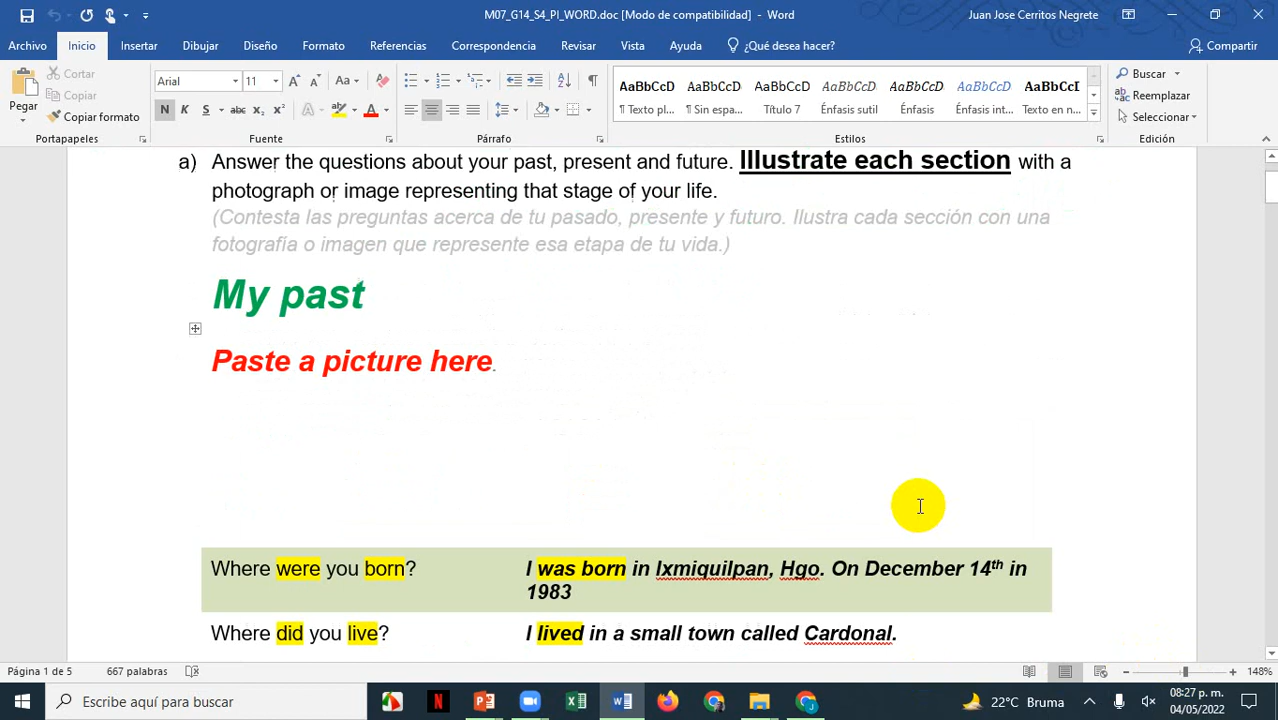 M07_G14_S4_PI_WORD.doc [Modo de compatibilidad] - Word
Juan Jose Cerritos Negrete
Archivo Inicio Insertar Dibujar Diseño Formato Referencias Correspondencia Revisar Vista Ayuda ¿Qué desea hacer? Compartir
Pegar
Cortar
Copiar
Copiar formato
Portapapeles
Arial 11
N K S abc x₂ x²
Fuente
Párrafo
AaBbCcD AaBbCcD AaBbCcD AaBbCcD AaBbCcD AaBbCcD AaBbCcI
¶ Texto pl... ¶ Sin espa... Título 7 Énfasis sutil Énfasis Énfasis int... Texto en n...
Estilos
Buscar
Reemplazar
Seleccionar
Edición
a) Answer the questions about your past, present and future. Illustrate each section with a
photograph or image representing that stage of your life.
(Contesta las preguntas acerca de tu pasado, presente y futuro. Ilustra cada sección con una
fotografía o imagen que represente esa etapa de tu vida.)
My past
Paste a picture here.
Where were you born? I was born in Ixmiquilpan, Hgo. On December 14th in
1983
Where did you live? I lived in a small town called Cardonal.
Página 1 de 5 667 palabras 148%
Escribe aquí para buscar
22°C Bruma
08:27 p. m.
04/05/2022